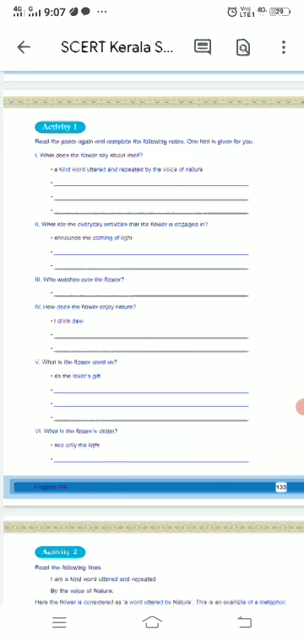 4G 4G 9:07 ... 4G 29
SCERT Kerala S...
Activity 1
Read the poem again and complete the following notes. One hint is given for you.
I. What does the flower say about itself?
• a kind word uttered and repeated by the voice of nature
•
•
•
II. What are the everyday activities that the flower is engaged in?
• announce the coming of light
•
•
III. Who watches over the flower?
•
IV. How does the flower enjoy nature?
• I drink dew
•
•
V. What is the flower used as?
• as the lover's gift
•
•
•
VI. What is the flower's vision?
• see only the light
•
133
Activity 2
Read the following lines.
I am a kind word uttered and repeated
By the voice of Nature.
Here the flower is considered as 'a word uttered by Nature'. This is an example of a metaphor.